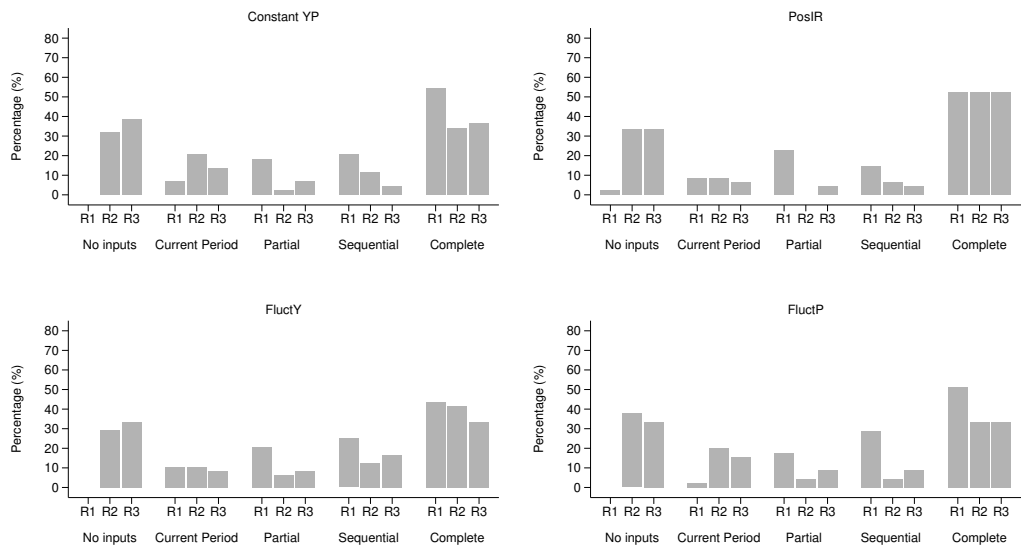 Constant YP
Percentage (%)
80
70
60
50
40
30
20
10
0
R1 R2 R3 R1 R2 R3 R1 R2 R3 R1 R2 R3 R1 R2 R3
No inputs Current Period Partial Sequential Complete
PosIR
Percentage (%)
80
70
60
50
40
30
20
10
0
R1 R2 R3 R1 R2 R3 R1 R2 R3 R1 R2 R3 R1 R2 R3
No inputs Current Period Partial Sequential Complete
FluctY
Percentage (%)
80
70
60
50
40
30
20
10
0
R1 R2 R3 R1 R2 R3 R1 R2 R3 R1 R2 R3 R1 R2 R3
No inputs Current Period Partial Sequential Complete
FluctP
Percentage (%)
80
70
60
50
40
30
20
10
0
R1 R2 R3 R1 R2 R3 R1 R2 R3 R1 R2 R3 R1 R2 R3
No inputs Current Period Partial Sequential Complete